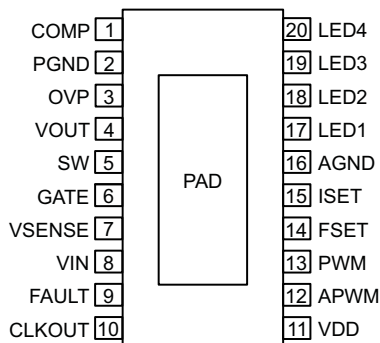 COMP 1 20 LED4
PGND 2 19 LED3
OVP 3 18 LED2
VOUT 4 17 LED1
SW 5 16 AGND
PAD
GATE 6 15 ISET
VSENSE 7 14 FSET
VIN 8 13 PWM
FAULT 9 12 APWM
CLKOUT 10 11 VDD